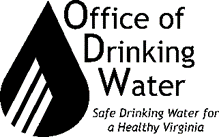 Office of
Drinking
Water
Safe Drinking Water for
a Healthy Virginia